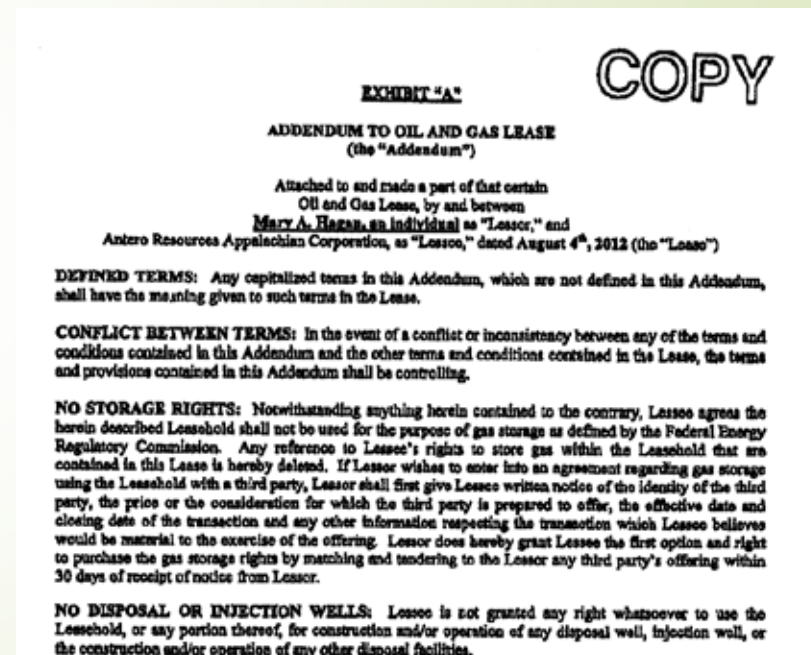 COPY
EXHIBIT "A"
ADDENDUM TO OIL AND GAS LEASE
(the "Addendum")
Attached to and made a part of that certain
Oil and Gas Lease, by and between
Mary A. Hagan, an individual as "Lessor," and
Antero Resources Appalachian Corporation, as "Lessee," dated August 4th, 2012 (the "Lease")
DEFINED TERMS: Any capitalized terms in this Addendum, which are not defined in this Addendum,
shall have the meaning given to such terms in the Lease.
CONFLICT BETWEEN TERMS: In the event of a conflict or inconsistency between any of the terms and
conditions contained in this Addendum and the other terms and conditions contained in the Lease, the terms
and provisions contained in this Addendum shall be controlling.
NO STORAGE RIGHTS: Notwithstanding anything herein contained to the contrary, Lessee agrees the
herein described Leasehold shall not be used for the purpose of gas storage as defined by the Federal Energy
Regulatory Commission. Any reference to Lessee's rights to store gas within the Leasehold that are
contained in this Lease is hereby deleted. If Lessor wishes to enter into an agreement regarding gas storage
using the Leasehold with a third party, Lessor shall first give Lessee written notice of the identity of the third
party, the price or the consideration for which the third party is prepared to offer, the effective date and
closing date of the transaction and any other information respecting the transaction which Lessee believes
would be material to the exercise of the offering. Lessor does hereby grant Lessee the first option and right
to purchase the gas storage rights by matching and tendering to the Lessor any third party's offering within
30 days of receipt of notice from Lessor.
NO DISPOSAL OR INJECTION WELLS: Lessee is not granted any right whatsoever to use the
Leasehold, or any portion thereof, for construction and/or operation of any disposal well, injection well, or
the construction and/or operation of any other disposal facilities.